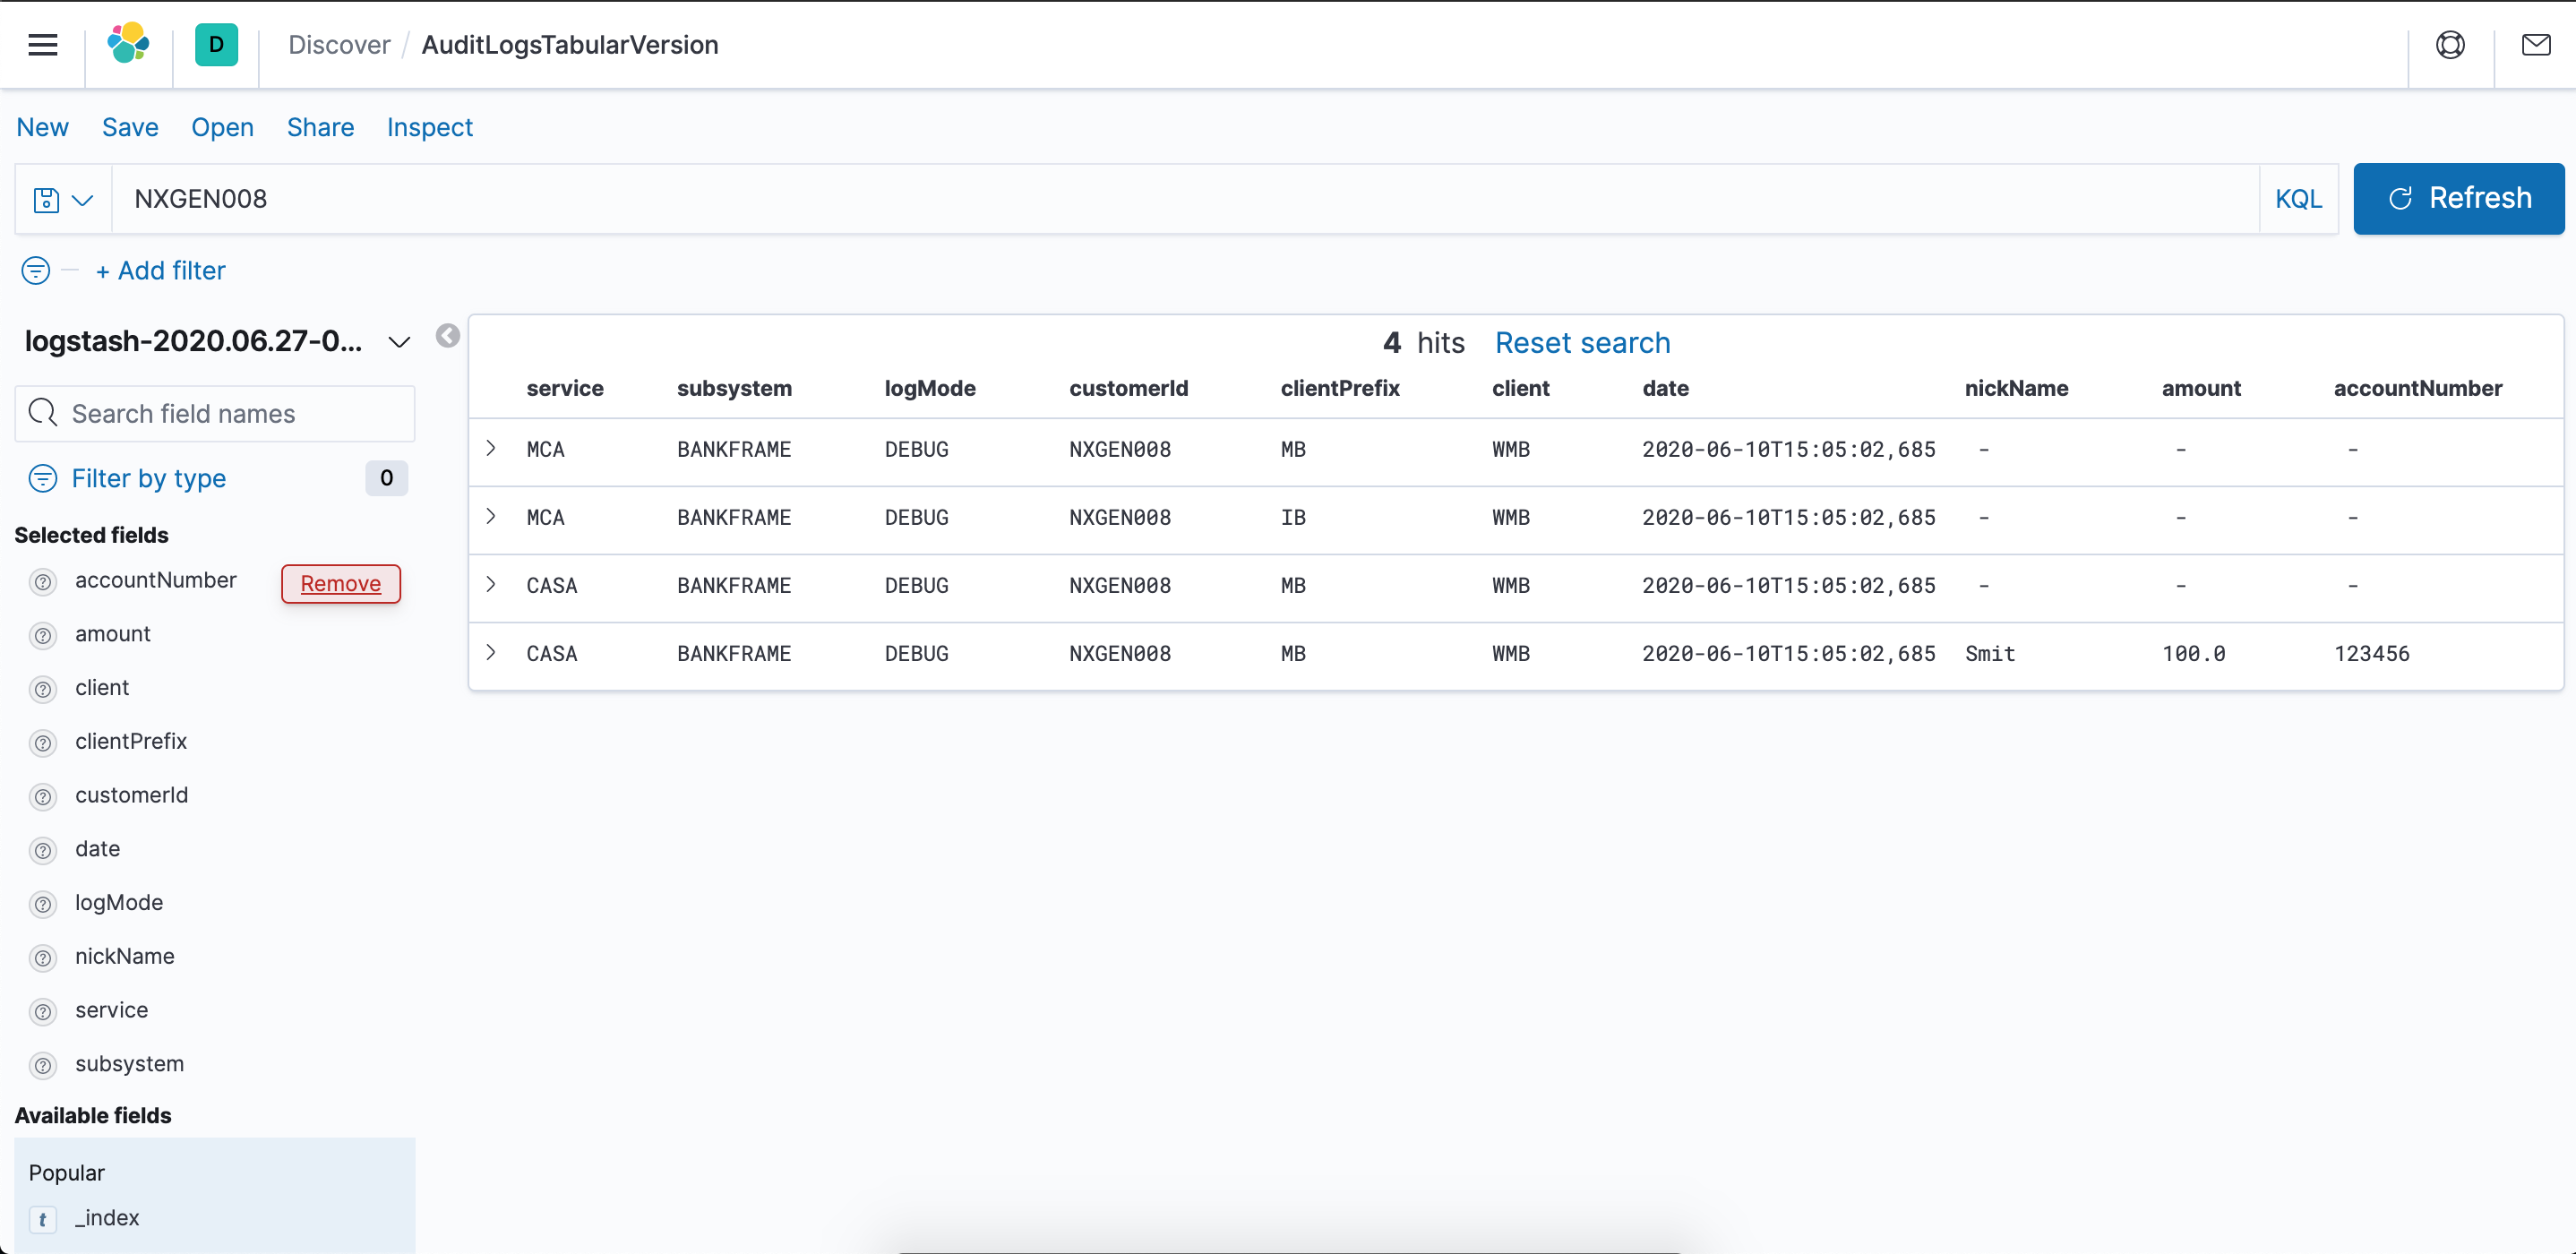 D Discover / AuditLogsTabularVersion
New Save Open Share Inspect
NXGEN008 KQL Refresh
+ Add filter
logstash-2020.06.27-0...
Search field names
Filter by type 0
Selected fields
accountNumber Remove
amount
client
clientPrefix
customerId
date
logMode
nickName
service
subsystem
Available fields
Popular
t _index
4 hits Reset search
service subsystem logMode customerId clientPrefix client date nickName amount accountNumber
MCA BANKFRAME DEBUG NXGEN008 MB WMB 2020-06-10T15:05:02,685 - - -
MCA BANKFRAME DEBUG NXGEN008 IB WMB 2020-06-10T15:05:02,685 - - -
CASA BANKFRAME DEBUG NXGEN008 MB WMB 2020-06-10T15:05:02,685 - - -
CASA BANKFRAME DEBUG NXGEN008 MB WMB 2020-06-10T15:05:02,685 Smit 100.0 123456